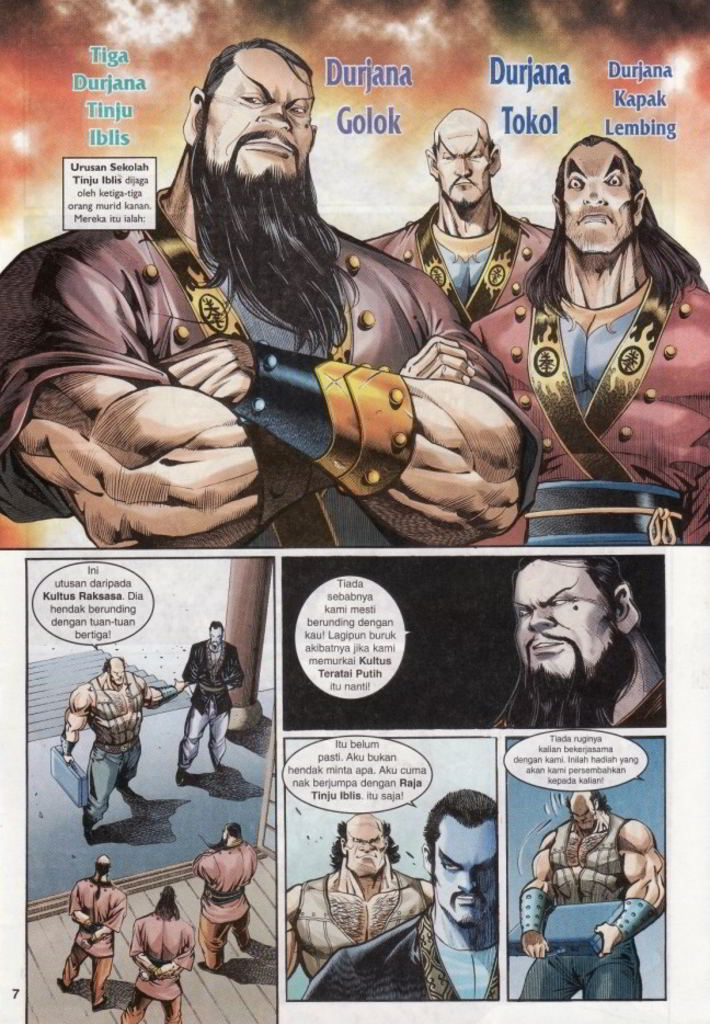 Tiga
Durjana
Tinju
Iblis
Urusan Sekolah
Tinju Iblis dijaga
oleh ketiga-tiga
orang murid kanan.
Mereka itu ialah:
Durjana
Golok
Durjana
Tokol
Durjana
Kapak
Lembing
Ini
utusan daripada
Kultus Raksasa. Dia
hendak berunding
dengan tuan-tuan
bertiga!
Tiada
sebabnya
kami mesti
berunding dengan
kau! Lagipun buruk
akibatnya jika kami
memurkai Kultus
Teratai Putih
itu nanti!
Itu belum
pasti. Aku bukan
hendak minta apa. Aku cuma
nak berjumpa dengan Raja
Tinju Iblis. itu saja!
Tiada ruginya
kalian bekerjasama
dengan kami. Inilah hadiah yang
akan kami persembahkan
kepada kalian!
7